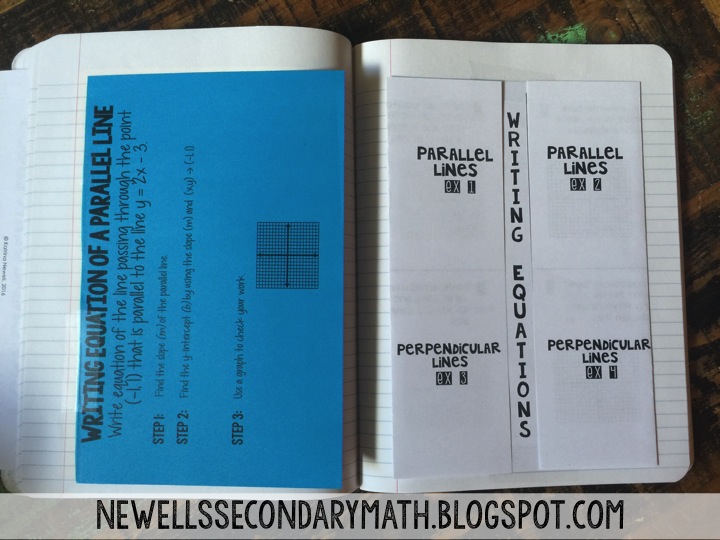 © Katrina Newell, 2016
WRITING EQUATION OF A PARALLEL LINE
Write equation of the line passing through the point
(-1, 1) that is parallel to the line y = 2x - 3.
STEP 1: Find the slope (m) of the parallel line.
STEP 2: Find the y-intercept (b) by using the slope (m) and (x,y) → (-1, 1).
STEP 3: Use a graph to check your work
PARALLEL
LINES
EX 1
PERPENDICULAR
LINES
EX 3
WRITING EQUATIONS
PARALLEL
LINES
EX 2
PERPENDICULAR
LINES
EX 4
NEWELLSSECONDARYMATH.BLOGSPOT.COM